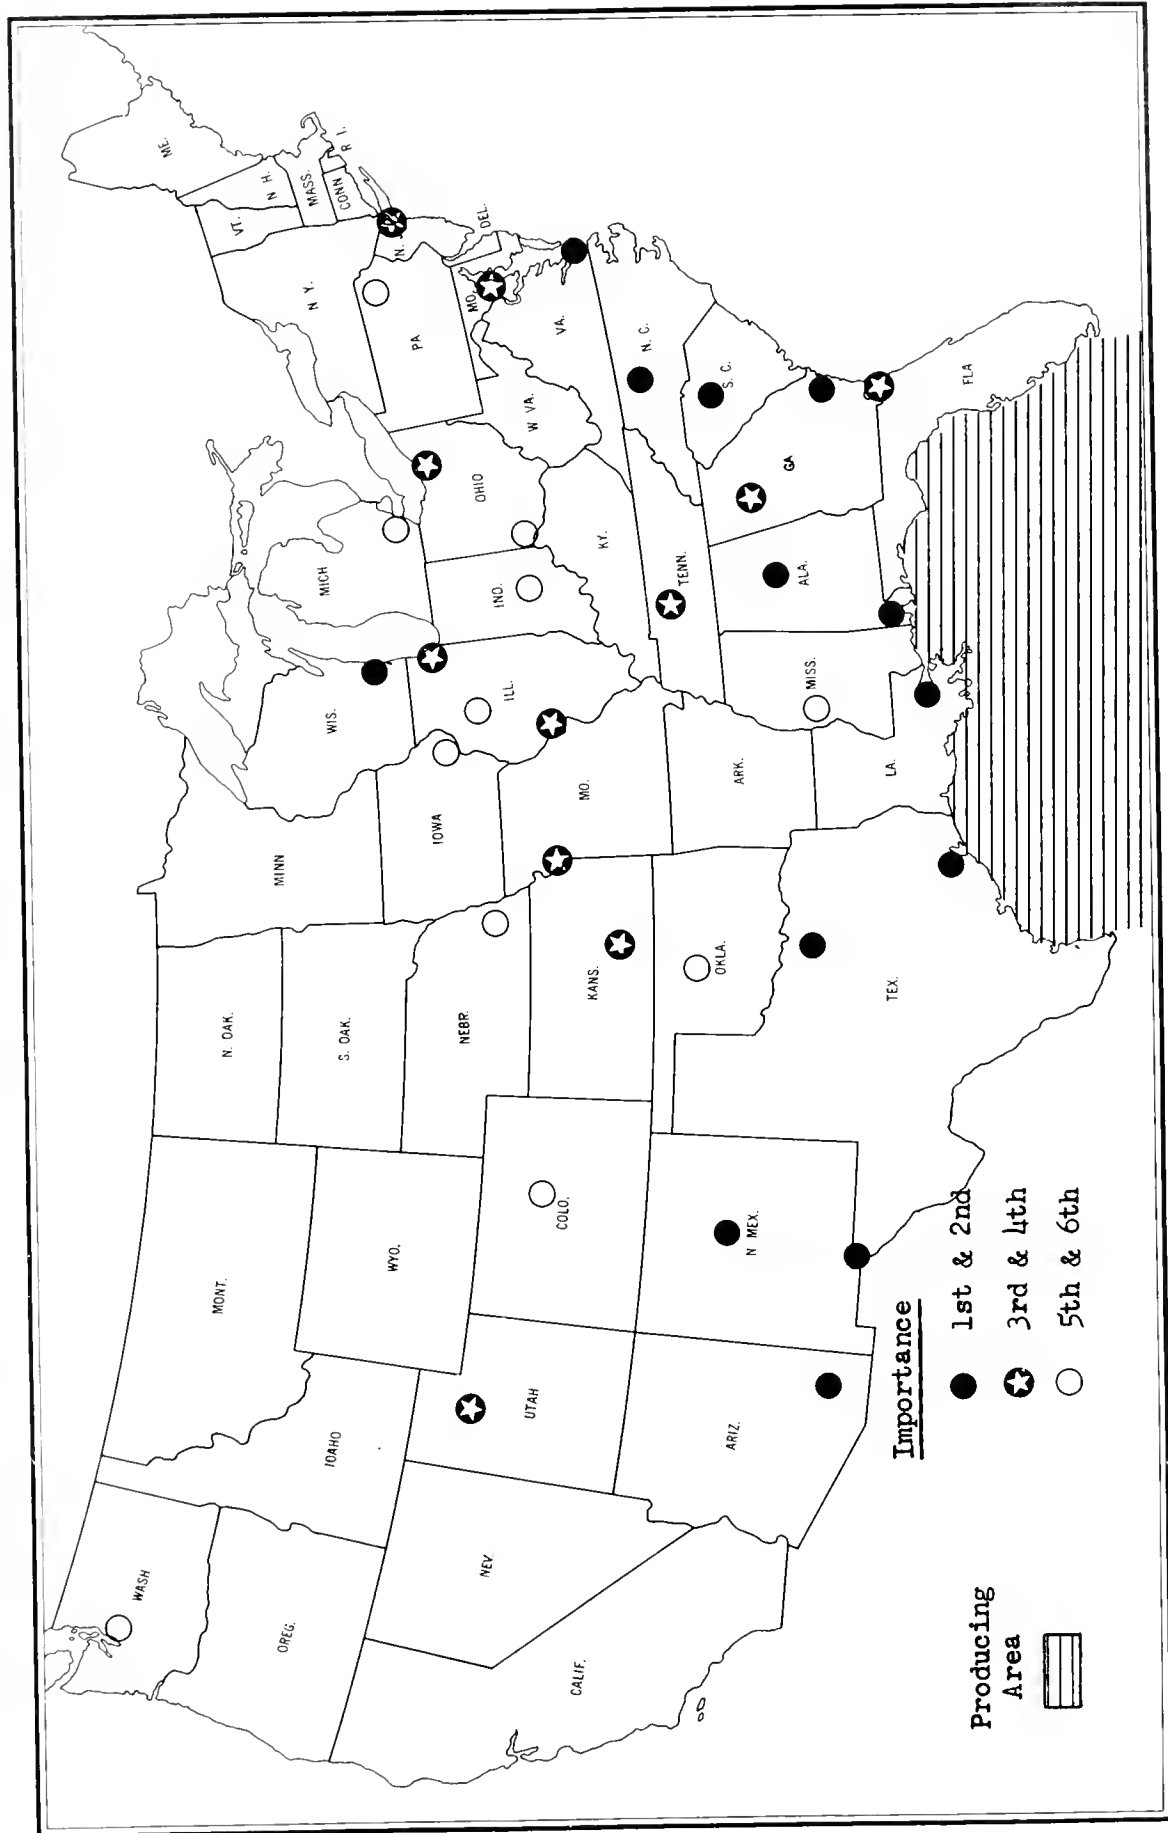 WASH
OREG.
CALIF.
NEV.
IDAHO
MONT.
WYO.
UTAH
ARIZ.
COLO.
N MEX.
N. DAK.
S. DAK.
NEBR.
KANS.
OKLA.
TEX.
MINN
IOWA
MO.
ARK.
LA.
WIS.
ILL.
MISS.
MICH
IND.
OHIO
KY.
TENN.
ALA.
GA
FLA
S. C.
N. C.
VA.
W VA.
PA
N Y.
MD.
DEL.
N. J.
CONN
R I.
MASS.
VT.
N H.
ME.
Producing
Area
Importance
1st & 2nd
3rd & 4th
5th & 6th